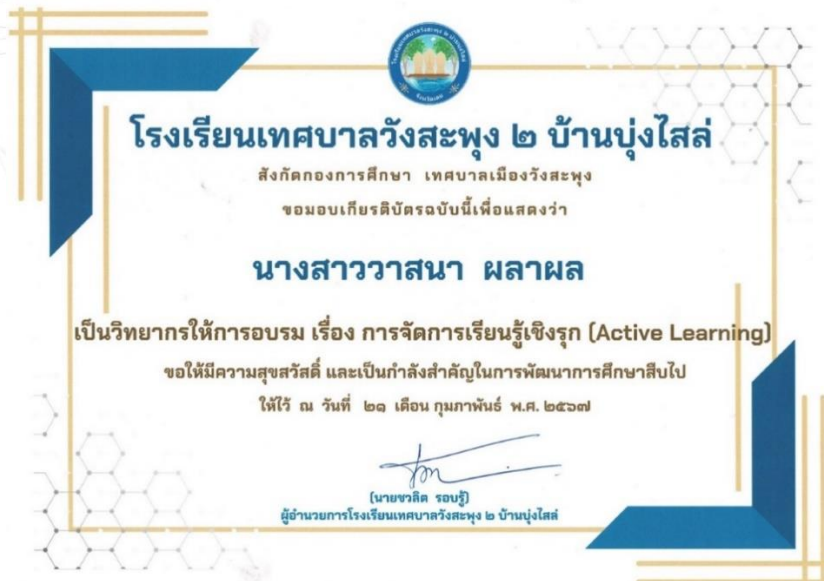 โรงเรียนเทศบาลวังสะพุง ๒ บ้านบุ่งไสล่
สังกัดกองการศึกษา เทศบาลเมืองวังสะพุง
ขอมอบเกียรติบัตรฉบับนี้เพื่อแสดงว่า
นางสาววาสนา ผลาผล
เป็นวิทยากรให้การอบรม เรื่อง การจัดการเรียนรู้เชิงรุก (Active Learning)
ขอให้มีความสุขสวัสดิ์ และเป็นกำลังสำคัญในการพัฒนาการศึกษาสืบไป
ให้ไว้ ณ วันที่ ๒๑ เดือน กุมภาพันธ์ พ.ศ. ๒๕๖๗
(นายชวลิต รอบรู้)
ผู้อำนวยการโรงเรียนเทศบาลวังสะพุง ๒ บ้านบุ่งไสล่